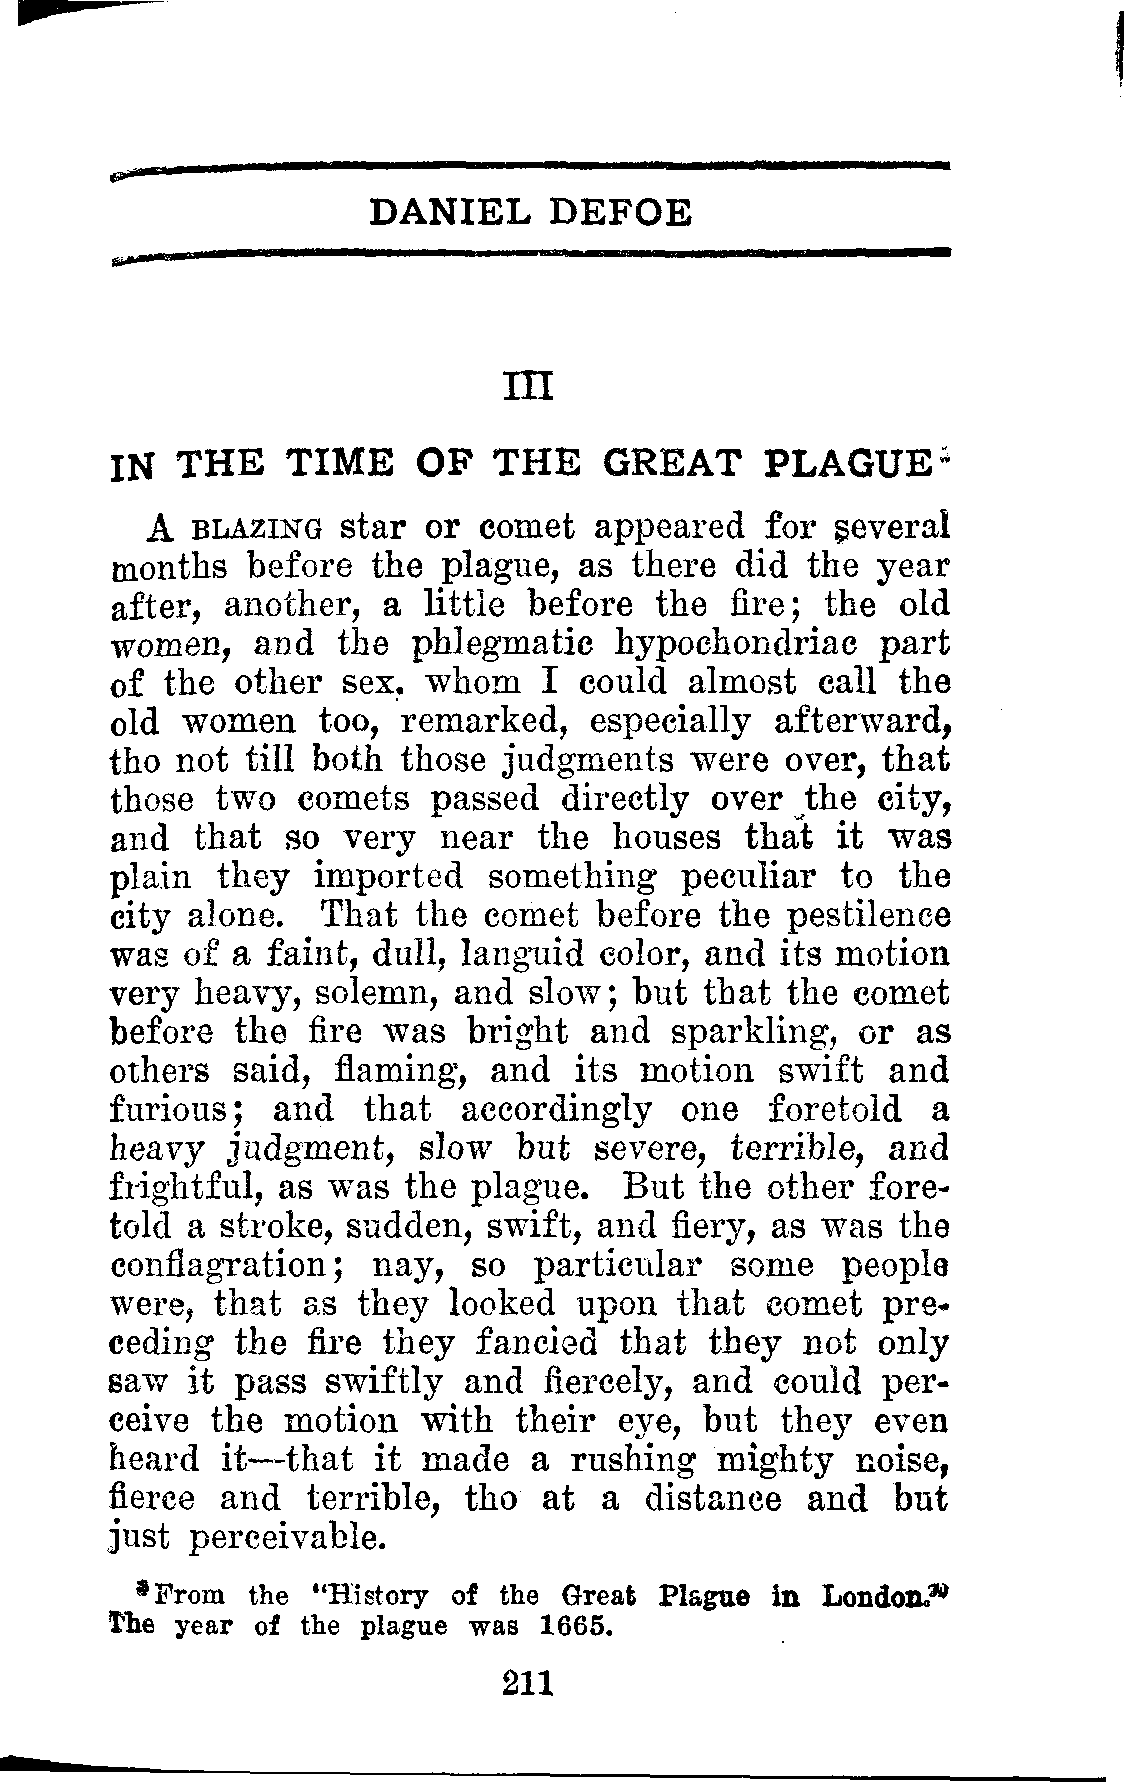 DANIEL DEFOE
III
IN THE TIME OF THE GREAT PLAGUE
A BLAZING star or comet appeared for several
months before the plague, as there did the year
after, another, a little before the fire; the old
women, and the phlegmatic hypochondriac part
of the other sex, whom I could almost call the
old women too, remarked, especially afterward,
tho not till both those judgments were over, that
those two comets passed directly over the city,
and that so very near the houses that it was
plain they imported something peculiar to the
city alone. That the comet before the pestilence
was of a faint, dull, languid color, and its motion
very heavy, solemn, and slow; but that the comet
before the fire was bright and sparkling, or as
others said, flaming, and its motion swift and
furious; and that accordingly one foretold a
heavy judgment, slow but severe, terrible, and
frightful, as was the plague. But the other fore-
told a stroke, sudden, swift, and fiery, as was the
conflagration; nay, so particular some people
were, that as they looked upon that comet pre-
ceding the fire they fancied that they not only
saw it pass swiftly and fiercely, and could per-
ceive the motion with their eye, but they even
heard it—that it made a rushing mighty noise,
fierce and terrible, tho at a distance and but
just perceivable.
From the "History of the Great Plague in London."
The year of the plague was 1665.
211